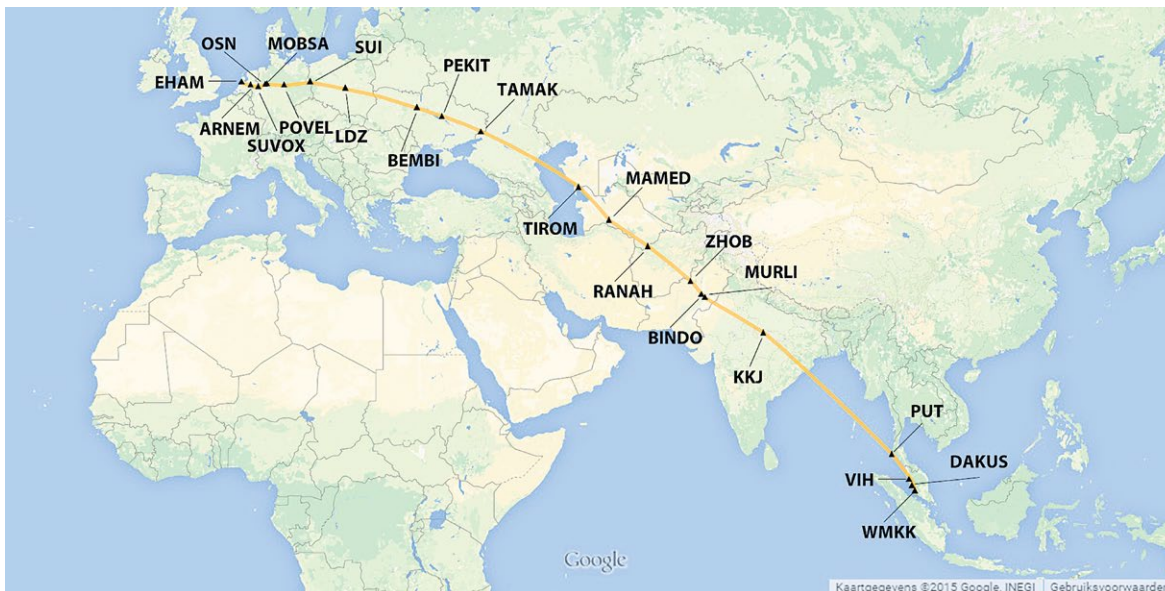 OSN
MOBSA
SUI
EHAM
PEKIT
TAMAK
ARNEM
POVEL
LDZ
SUVOX
BEMBI
MAMED
TIROM
ZHOB
RANAH
MURLI
BINDO
KKJ
PUT
DAKUS
VIH
WMKK
Google
Kaartgegevens ©2015 Google, INEGI
Gebruiksvoorwaarden